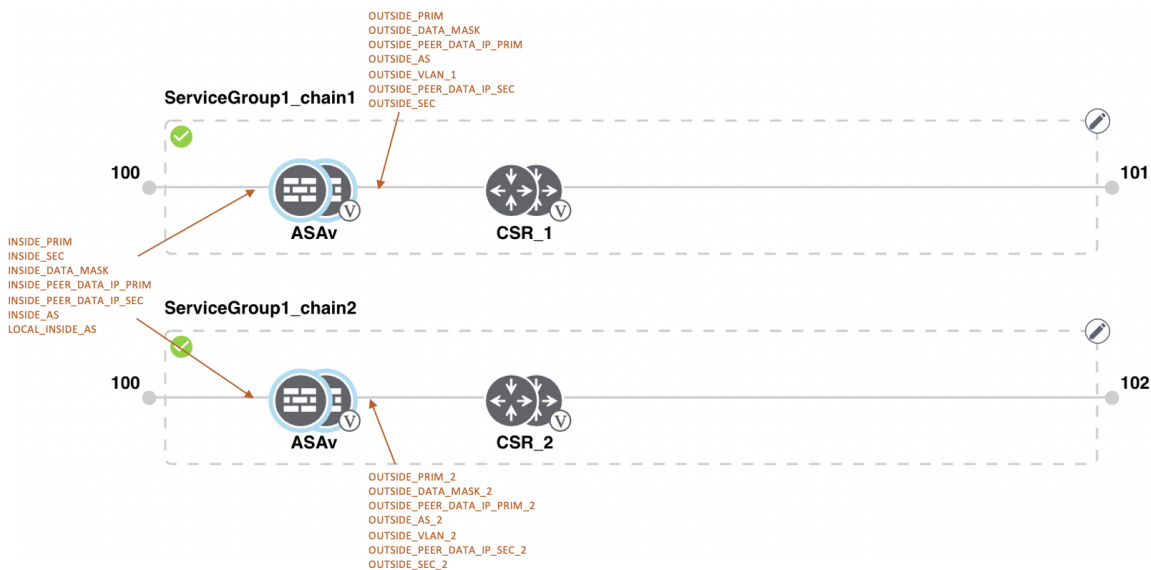 OUTSIDE_PRIM
OUTSIDE_DATA_MASK
OUTSIDE_PEER_DATA_IP_PRIM
OUTSIDE_AS
OUTSIDE_VLAN_1
OUTSIDE_PEER_DATA_IP_SEC
OUTSIDE_SEC
ServiceGroup1_chain1
100
101
V
ASAv
V
CSR_1
INSIDE_PRIM
INSIDE_SEC
INSIDE_DATA_MASK
INSIDE_PEER_DATA_IP_PRIM
INSIDE_PEER_DATA_IP_SEC
INSIDE_AS
LOCAL_INSIDE_AS
ServiceGroup1_chain2
100
102
V
ASAv
V
CSR_2
OUTSIDE_PRIM_2
OUTSIDE_DATA_MASK_2
OUTSIDE_PEER_DATA_IP_PRIM_2
OUTSIDE_AS_2
OUTSIDE_VLAN_2
OUTSIDE_PEER_DATA_IP_SEC_2
OUTSIDE_SEC_2